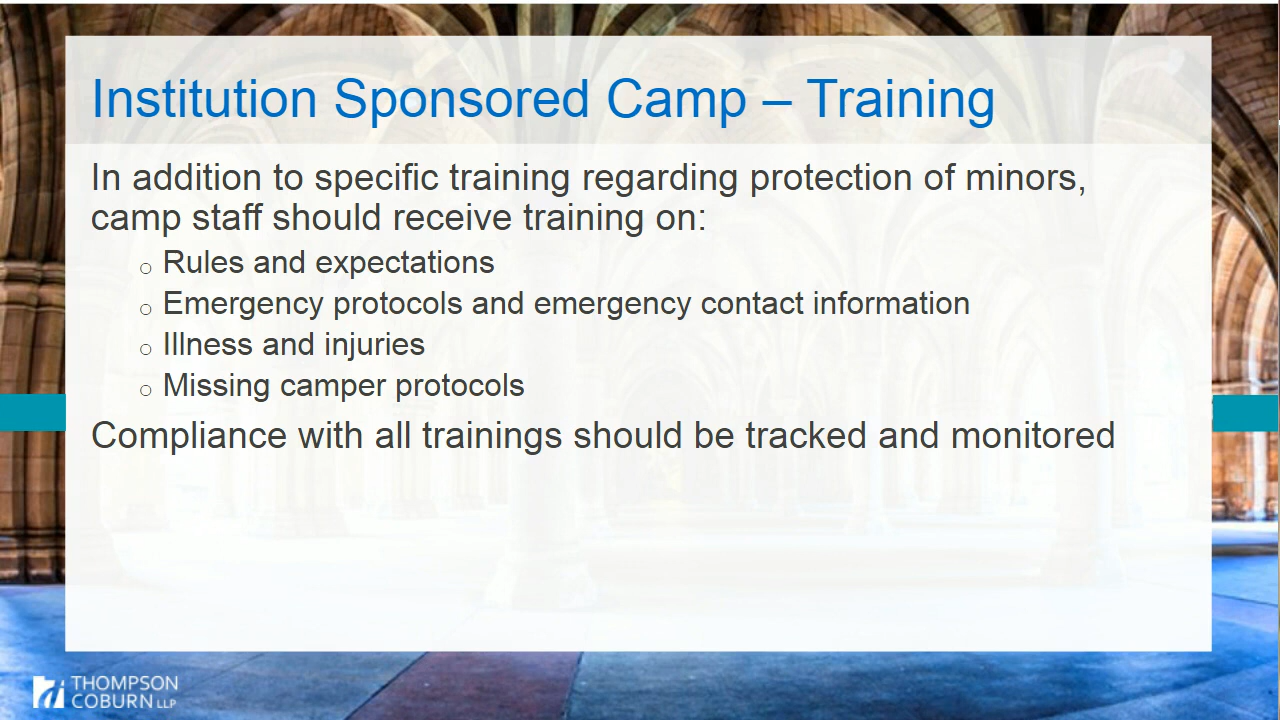 Institution Sponsored Camp – Training
In addition to specific training regarding protection of minors,
camp staff should receive training on:
○ Rules and expectations
○ Emergency protocols and emergency contact information
○ Illness and injuries
○ Missing camper protocols
Compliance with all trainings should be tracked and monitored
THOMPSON
COBURN LLP